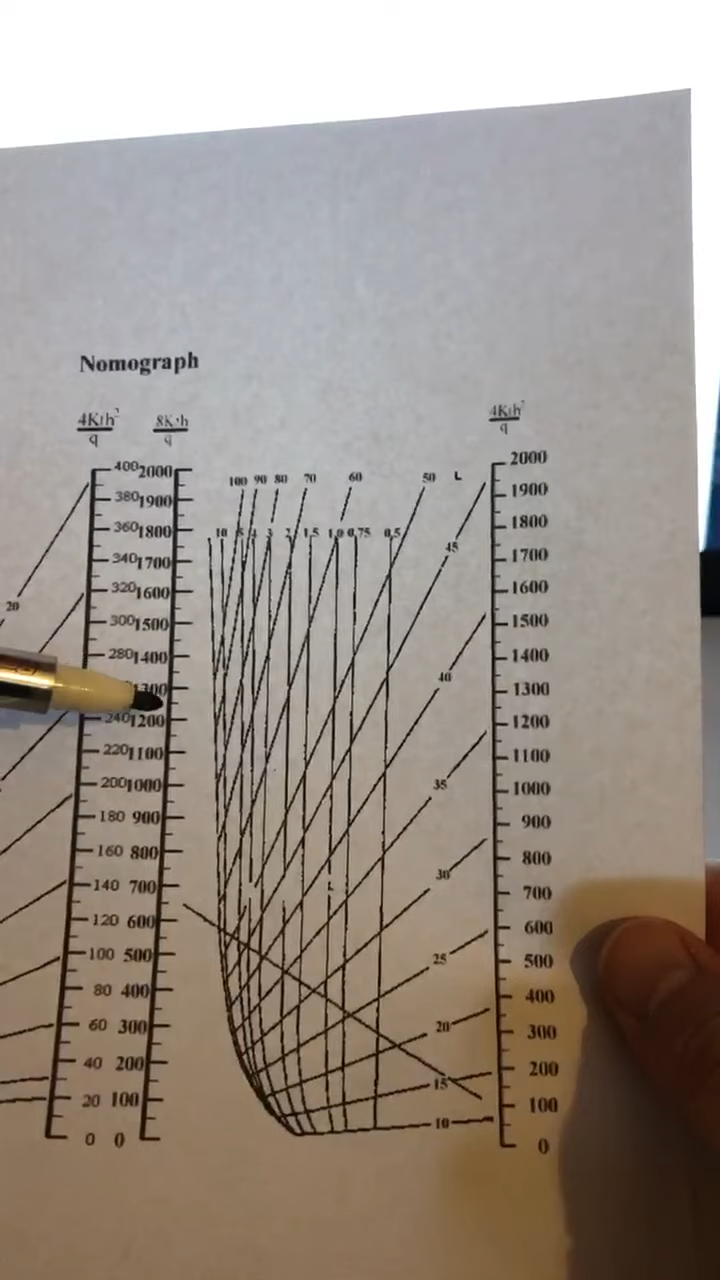 Nomograph
4Kth²
q
8K·h
q
4Kth²
q
400 2000 2000
380 1900 1900
360 1800 1800
340 1700 1700
320 1600 1600
300 1500 1500
280 1400 1400
1300 1300
240 1200 1200
220 1100 1100
200 1000 1000
180 900 900
160 800 800
140 700 700
120 600 600
100 500 500
80 400 400
60 300 300
40 200 200
20 100 100
0 0 0
100 90 80 70 60 50 L
10 5 4 3 2 1,5 1,0 0,75 0,5
45
40
35
30
25
20
15
10
20